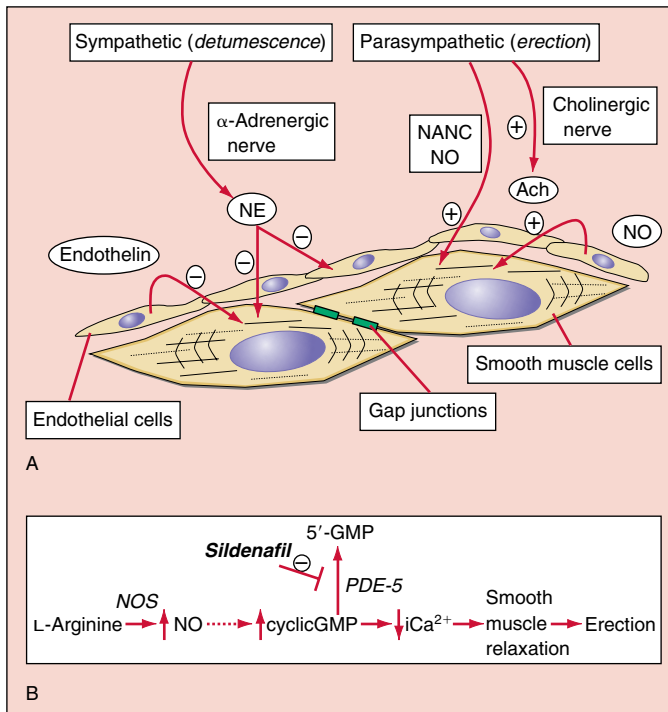 Sympathetic (detumescence)
Parasympathetic (erection)
α-Adrenergic
nerve
NANC
NO
Cholinergic
nerve
+
Ach
NE
+
+
NO
Endothelin
−
−
−
Smooth muscle cells
Endothelial cells
Gap junctions
A
5′-GMP
Sildenafil
−
PDE-5
NOS
L-Arginine NO cyclicGMP iCa2+ Smooth muscle relaxation Erection
B